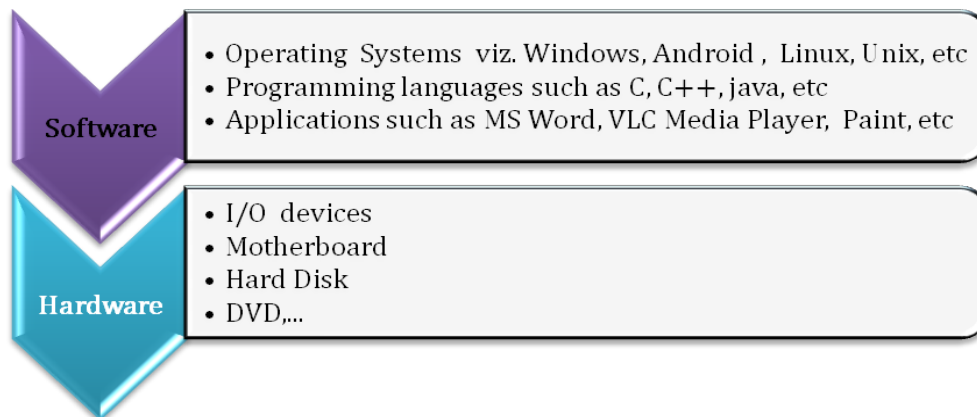 Software
• Operating Systems viz. Windows, Android , Linux, Unix, etc
• Programming languages such as C, C++, java, etc
• Applications such as MS Word, VLC Media Player, Paint, etc
Hardware
• I/O devices
• Motherboard
• Hard Disk
• DVD,...